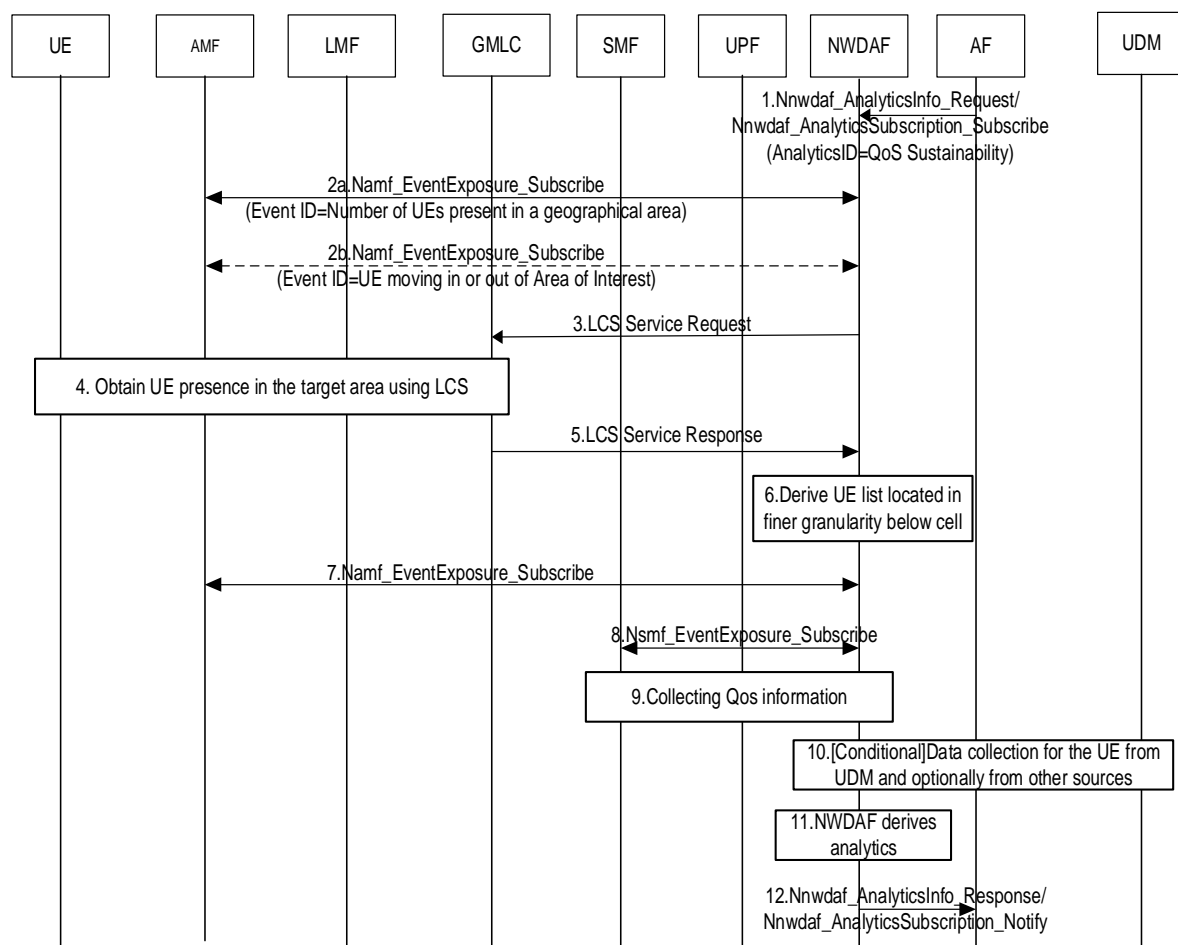 UE
AMF
LMF
GMLC
SMF
UPF
NWDAF
AF
UDM
1.Nnwdaf_AnalyticsInfo_Request/
Nnwdaf_AnalyticsSubscription_Subscribe
(AnalyticsID=QoS Sustainability)
2a.Namf_EventExposure_Subscribe
(Event ID=Number of UEs present in a geographical area)
2b.Namf_EventExposure_Subscribe
(Event ID=UE moving in or out of Area of Interest)
3.LCS Service Request
4. Obtain UE presence in the target area using LCS
5.LCS Service Response
6.Derive UE list located in
finer granularity below cell
7.Namf_EventExposure_Subscribe
8.Nsmf_EventExposure_Subscribe
9.Collecting Qos information
10.[Conditional]Data collection for the UE from
UDM and optionally from other sources
11.NWDAF derives
analytics
12.Nnwdaf_AnalyticsInfo_Response/
Nnwdaf_AnalyticsSubscription_Notify